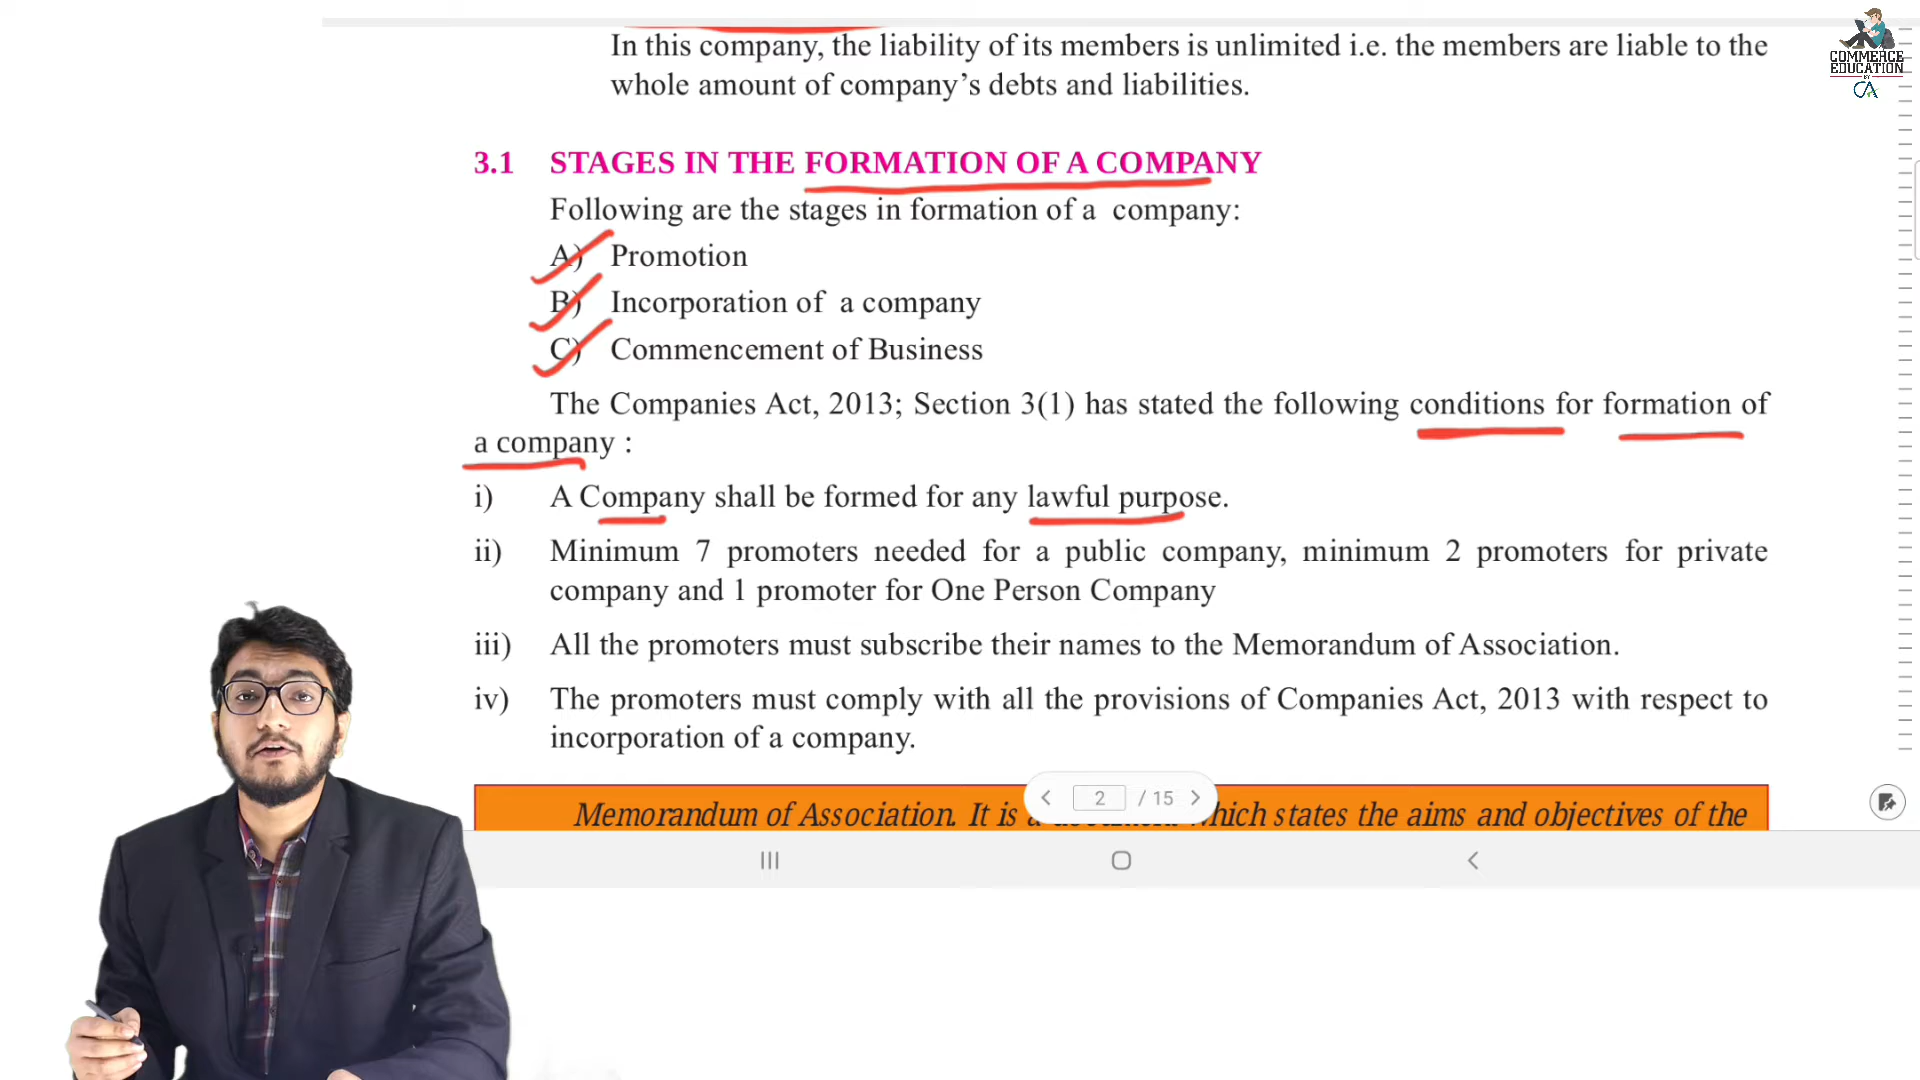 In this company, the liability of its members is unlimited i.e. the members are liable to the
whole amount of company’s debts and liabilities.
3.1 STAGES IN THE FORMATION OF A COMPANY
Following are the stages in formation of a company:
A) Promotion
B) Incorporation of a company
C) Commencement of Business
The Companies Act, 2013; Section 3(1) has stated the following conditions for formation of
a company :
i) A Company shall be formed for any lawful purpose.
ii) Minimum 7 promoters needed for a public company, minimum 2 promoters for private
company and 1 promoter for One Person Company
iii) All the promoters must subscribe their names to the Memorandum of Association.
iv) The promoters must comply with all the provisions of Companies Act, 2013 with respect to
incorporation of a company.
Memorandum of Association. It is a which states the aims and objectives of the
2 / 15
COMMERCE
EDUCATION
BY
CA